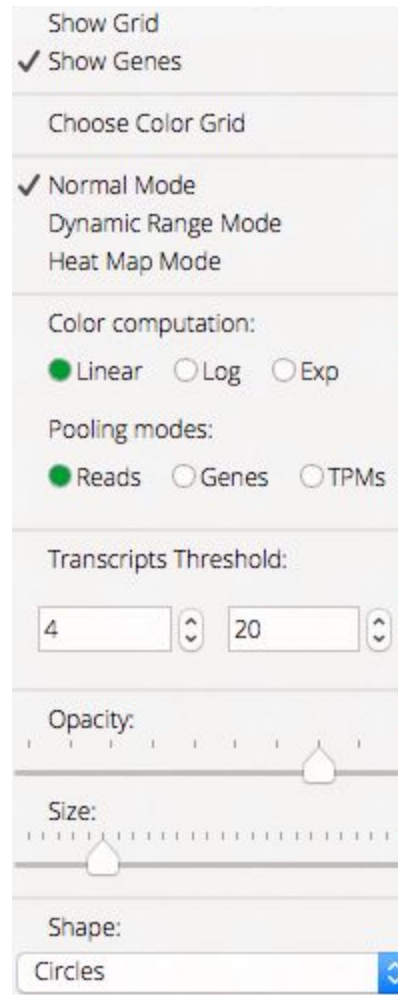 Show Grid
✓ Show Genes
Choose Color Grid
✓ Normal Mode
Dynamic Range Mode
Heat Map Mode
Color computation:
Linear Log Exp
Pooling modes:
Reads Genes TPMs
Transcripts Threshold:
4 20
Opacity:
Size:
Shape:
Circles